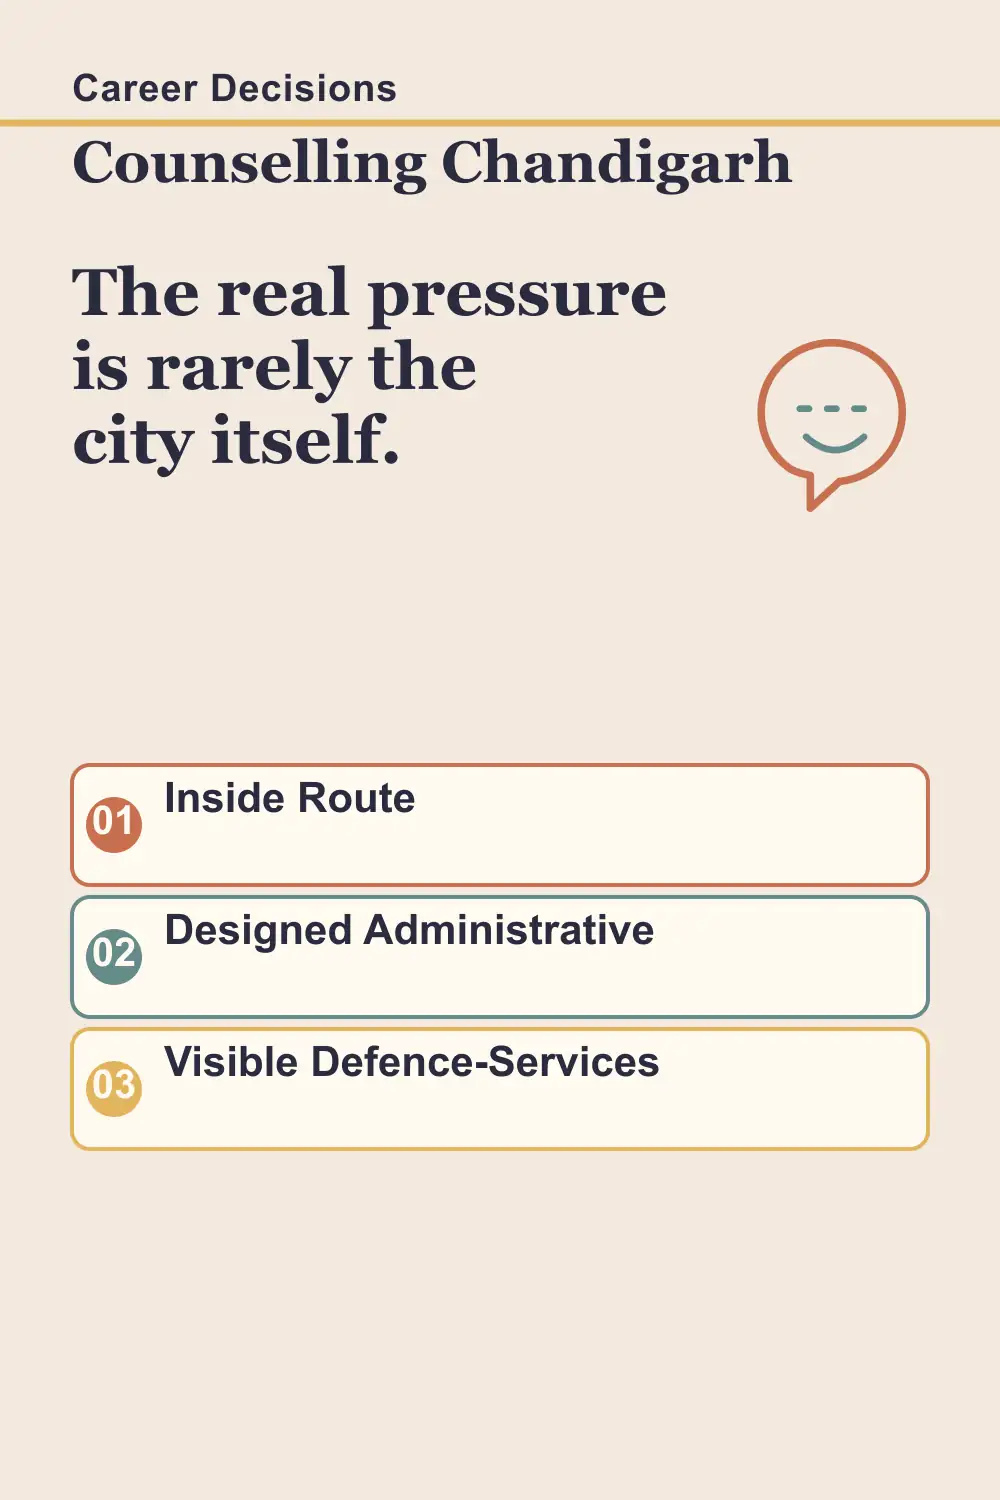 Career Decisions
Counselling Chandigarh
The real pressure
is rarely the
city itself.
01
Inside Route
02
Designed Administrative
03
Visible Defence-Services